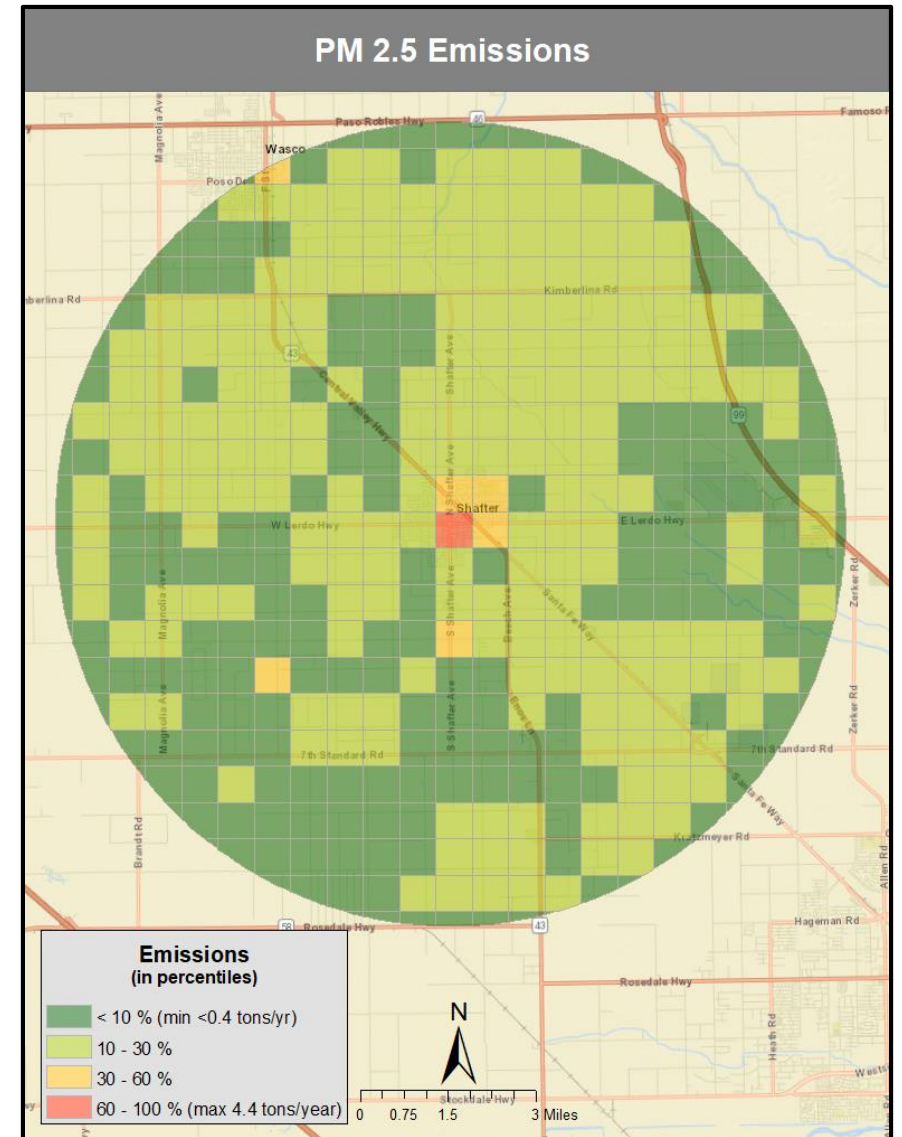 PM 2.5 Emissions
Magnolia Ave
Paso Robles Hwy
46
Famoso
Wasco
Poso Dr
F St
Kimberlina Rd
berlina Rd
43
Central Valley Hwy
Shafter Ave
99
N Shafter Ave
Shafter
W Lerdo Hwy
E Lerdo Hwy
Magnolia Ave
S Shafter Ave
Beech Ave
Santa Fe Way
Zerker Rd
Magnolia Ave
S Shafter Ave
Enos Ln
Zerker Rd
7th Standard Rd
7th Standard Rd
Santa Fe Way
Brandt Rd
Kratzmeyer Rd
Allen Rd
58
Rosedale Hwy
43
Hageman Rd
Rosedale Hwy
Heath Rd
Stockdale Hwy
Emissions
(in percentiles)
< 10 % (min <0.4 tons/yr)
10 - 30 %
30 - 60 %
60 - 100 % (max 4.4 tons/year)
N
0 0.75 1.5 3 Miles